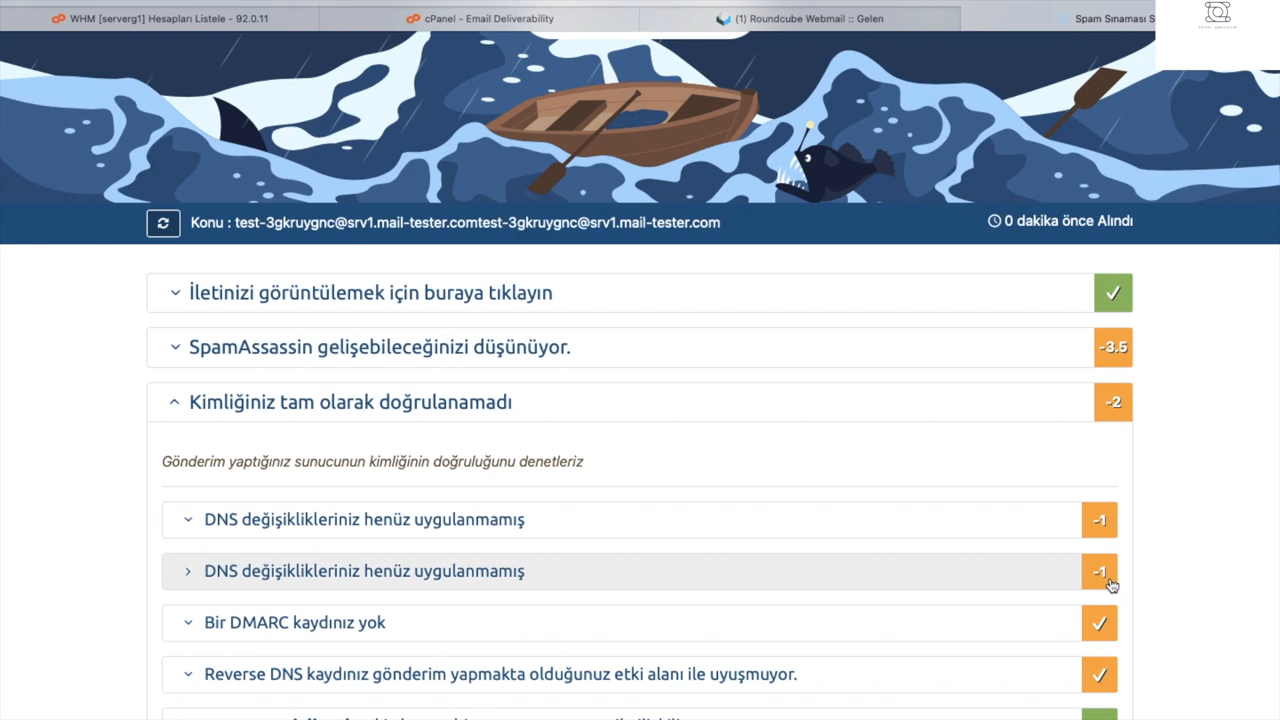 WHM [serverg1] Hesapları Listele - 92.0.11
cPanel - Email Deliverability
(1) Roundcube Webmail :: Gelen
Spam Sınaması S
Konu : test-3gkruygnc@srv1.mail-tester.comtest-3gkruygnc@srv1.mail-tester.com
0 dakika önce Alındı
İletinizi görüntülemek için buraya tıklayın
SpamAssassin gelişebileceğinizi düşünüyor.
-3.5
Kimliğiniz tam olarak doğrulanamadı
-2
Gönderim yaptığınız sunucunun kimliğinin doğruluğunu denetleriz
DNS değişiklikleriniz henüz uygulanmamış
-1
DNS değişiklikleriniz henüz uygulanmamış
-1
Bir DMARC kaydınız yok
Reverse DNS kaydınız gönderim yapmakta olduğunuz etki alanı ile uyuşmuyor.